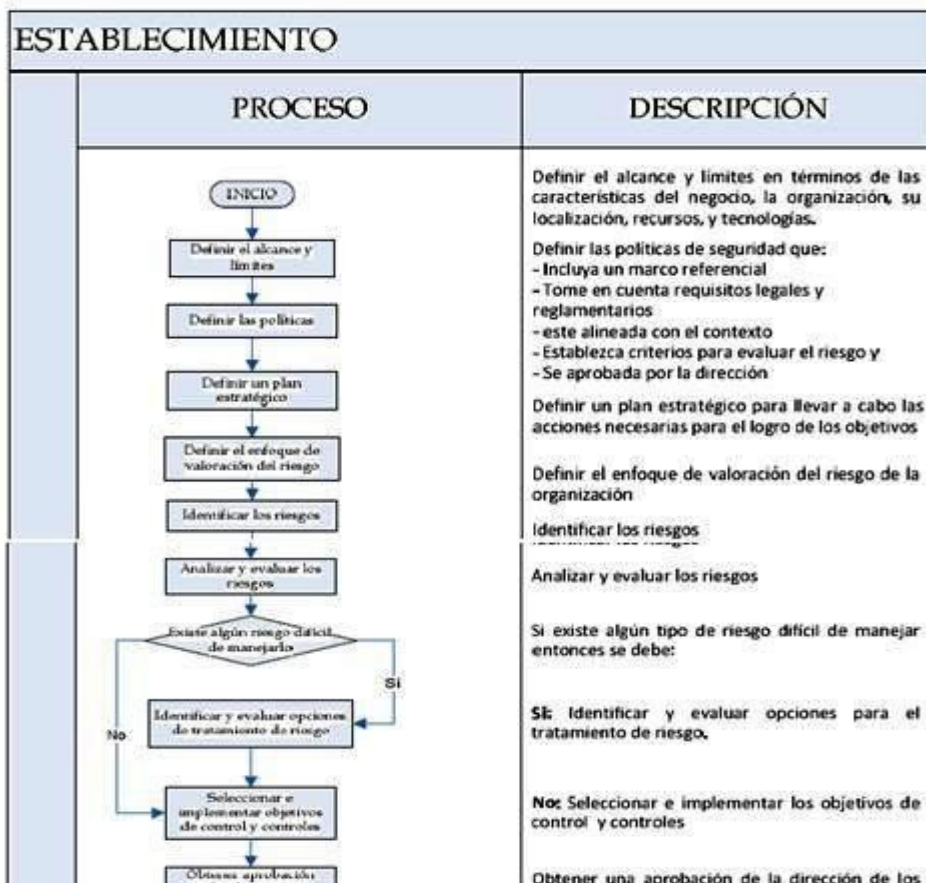 ESTABLECIMIENTO
PROCESO
DESCRIPCIÓN
INICIO
Definir el alcance y
límites
Definir las políticas
Definir un plan
estratégico
Definir el enfoque de
valoración del riesgo
Identificar los riesgos
Analizar y evaluar los
riesgos
Existe algún riesgo difícil
de manejarlo
Si
No
Identificar y evaluar opciones
de tratamiento de riesgo
Seleccionar e
implementar objetivos
de control y controles
Obtener aprobación
Definir el alcance y límites en términos de las
características del negocio, la organización, su
localización, recursos, y tecnologías.
Definir las políticas de seguridad que:
- Incluya un marco referencial
- Tome en cuenta requisitos legales y
reglamentarios
- este alineada con el contexto
- Establezca criterios para evaluar el riesgo y
- Se aprobada por la dirección
Definir un plan estratégico para llevar a cabo las
acciones necesarias para el logro de los objetivos
Definir el enfoque de valoración del riesgo de la
organización
Identificar los riesgos
Analizar y evaluar los riesgos
Si existe algún tipo de riesgo difícil de manejar
entonces se debe:
Si: Identificar y evaluar opciones para el
tratamiento de riesgo.
No: Seleccionar e implementar los objetivos de
control y controles
Obtener una aprobación de la dirección de los